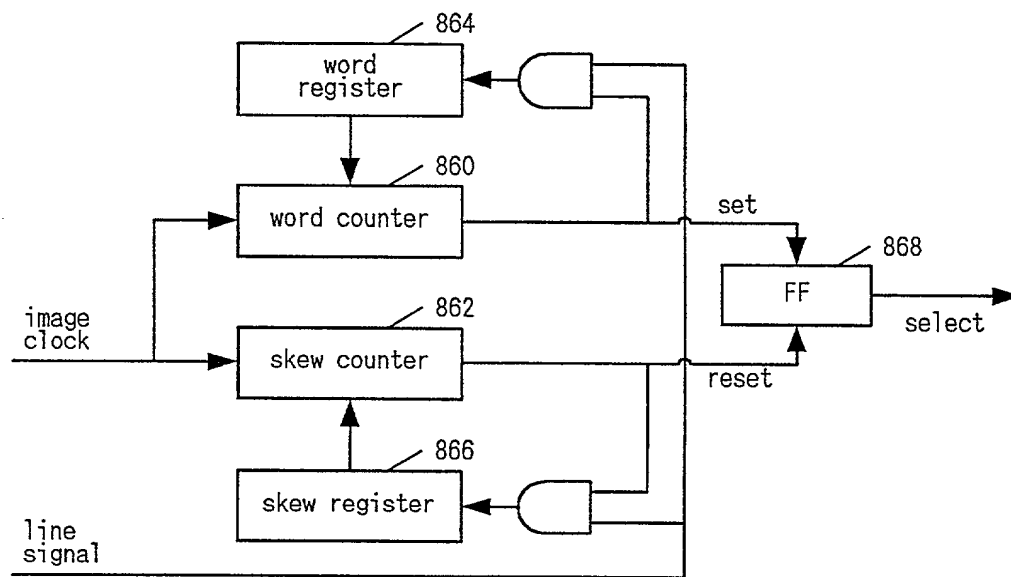 864
word
register
860
word counter
set
868
FF
select
image
clock
862
skew counter
reset
866
skew register
line
signal